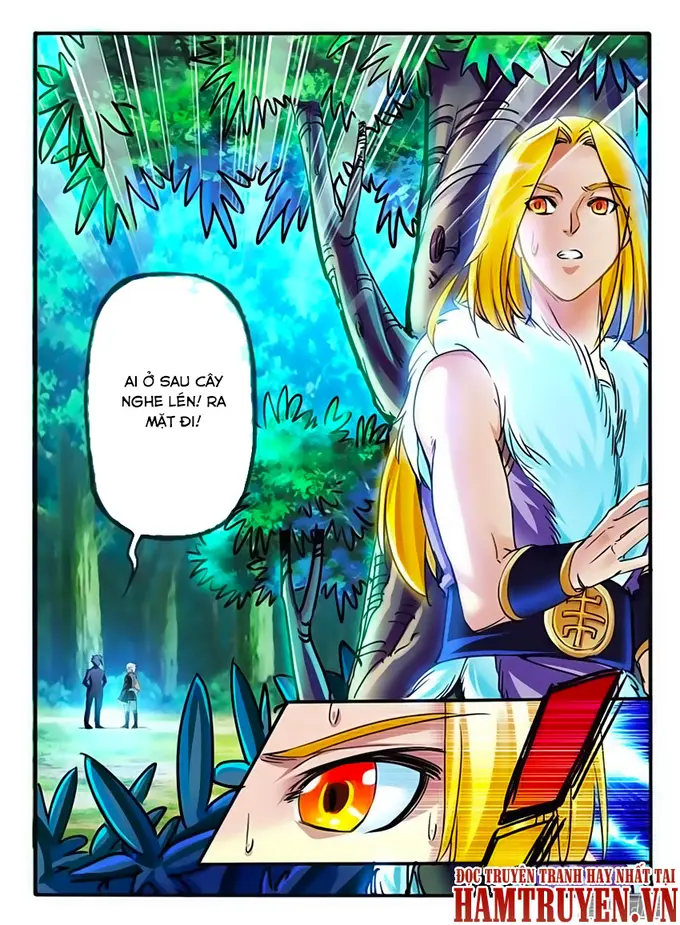 AI Ở SAU CÂY
NGHE LÉN! RA
MẶT ĐI!
ĐỌC TRUYỆN TRANH HAY NHẤT TẠI
HAMTRUYEN.VN